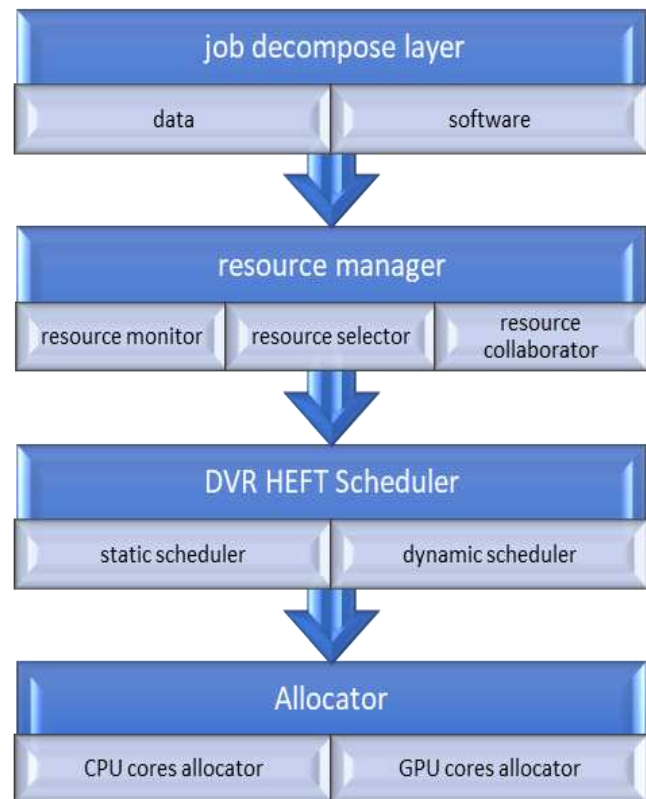 job decompose layer
data
software
resource manager
resource monitor
resource selector
resource
collaborator
DVR HEFT Scheduler
static scheduler
dynamic scheduler
Allocator
CPU cores allocator
GPU cores allocator